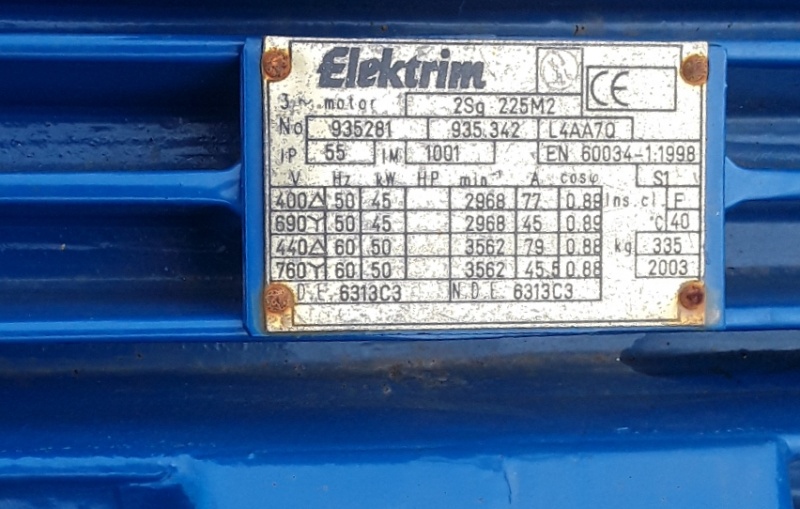 Elektrim
CE
3~ motor 2Sg 225M2
No 935281 935.342 L4AA7Q
IP 55 IM 1001 EN 60034-1:1998
V Hz kW HP min⁻¹ A cosφ S1
400△ 50 45 2968 77 0.89 Ins. cl. F
690Y 50 45 2968 45 0.89 °C 40
440△ 60 50 3562 79 0.88 kg 335
760Y 60 50 3562 45.5 0.88 2003
D.E. 6313C3 N.D.E. 6313C3